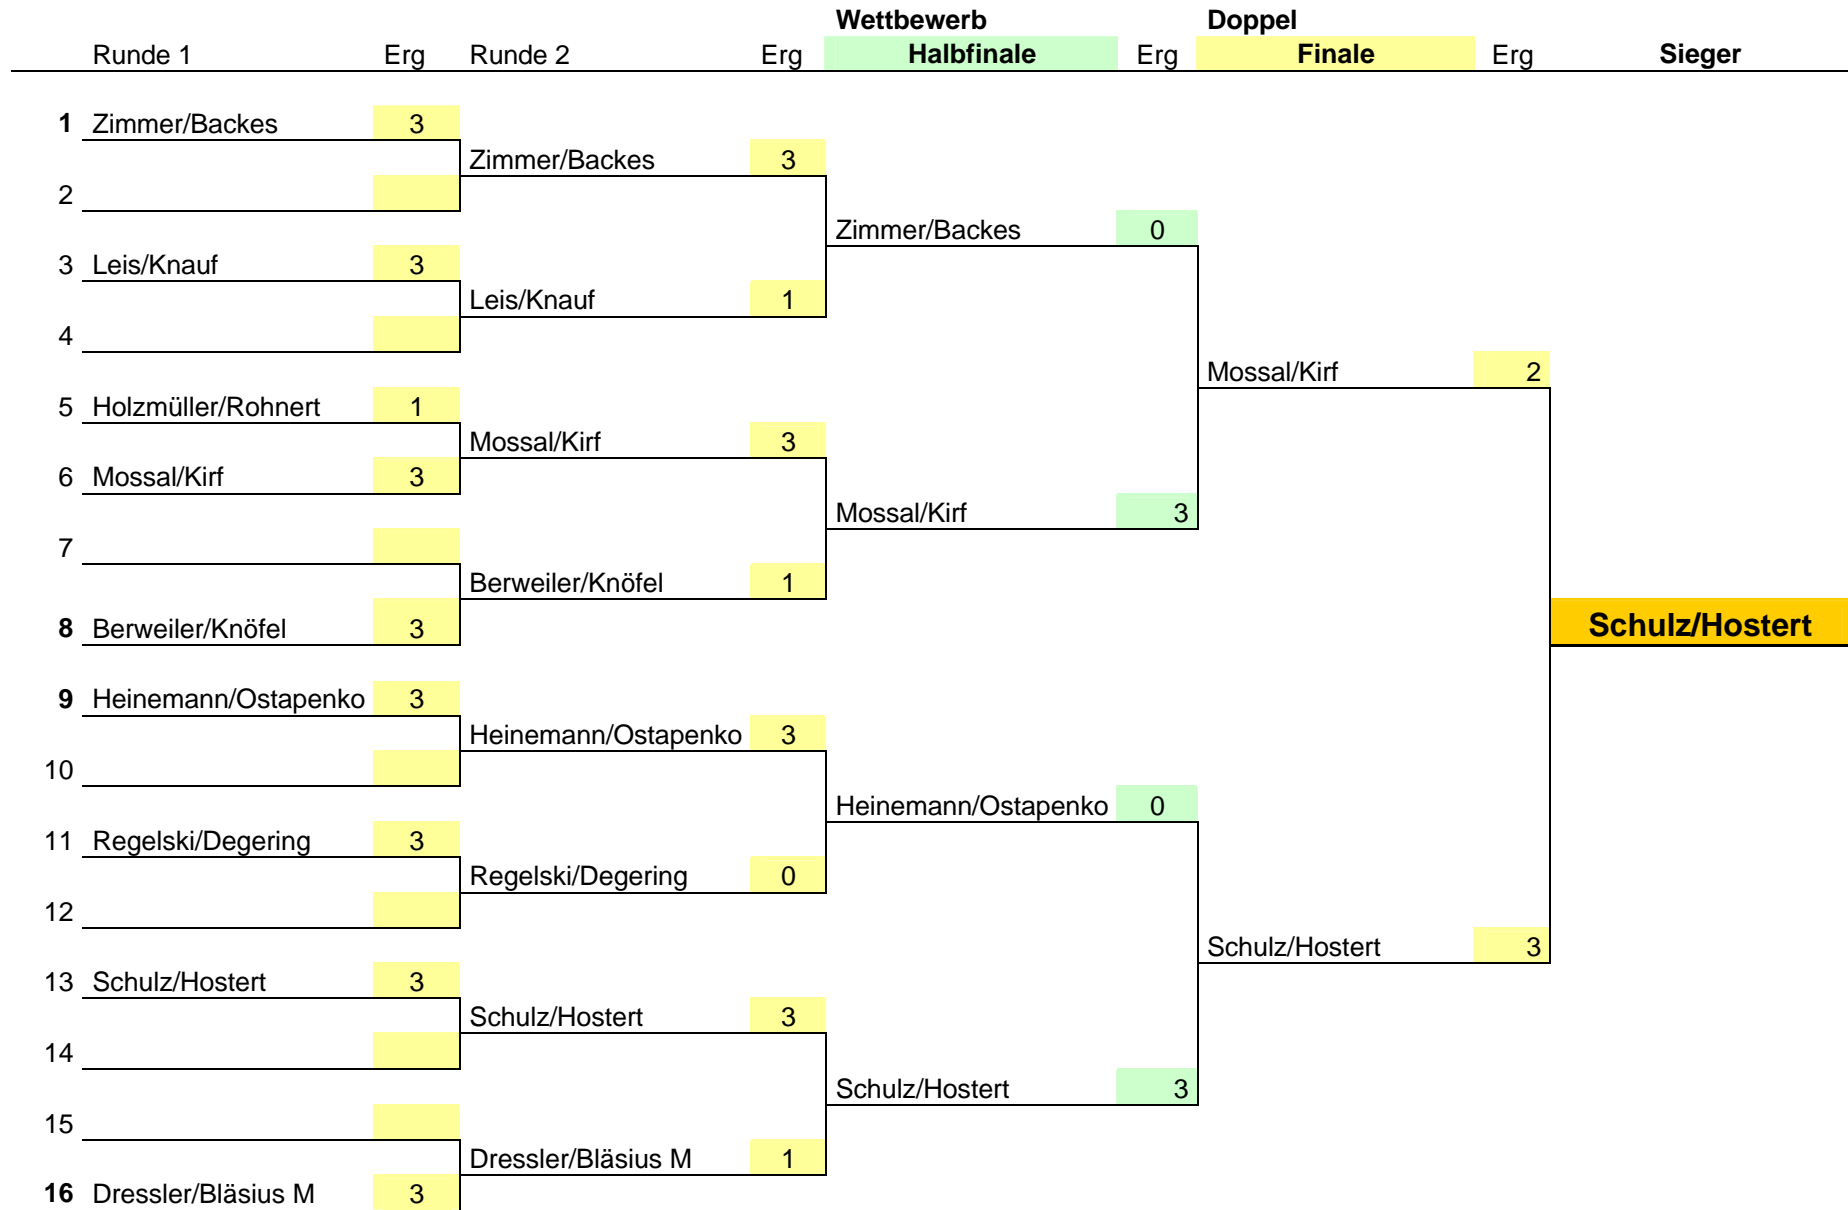 Wettbewerb Doppel
Runde 1 Erg Runde 2 Erg Halbfinale Erg Finale Erg Sieger
1 Zimmer/Backes 3
Zimmer/Backes 3
2
Zimmer/Backes 0
3 Leis/Knauf 3
Leis/Knauf 1
4
Mossal/Kirf 2
5 Holzmüller/Rohnert 1
Mossal/Kirf 3
6 Mossal/Kirf 3
Mossal/Kirf 3
7
Berweiler/Knöfel 1
8 Berweiler/Knöfel 3 Schulz/Hostert
9 Heinemann/Ostapenko 3
Heinemann/Ostapenko 3
10
Heinemann/Ostapenko 0
11 Regelski/Degering 3
Regelski/Degering 0
12
Schulz/Hostert 3
13 Schulz/Hostert 3
Schulz/Hostert 3
14
Schulz/Hostert 3
15
Dressler/Bläsius M 1
16 Dressler/Bläsius M 3